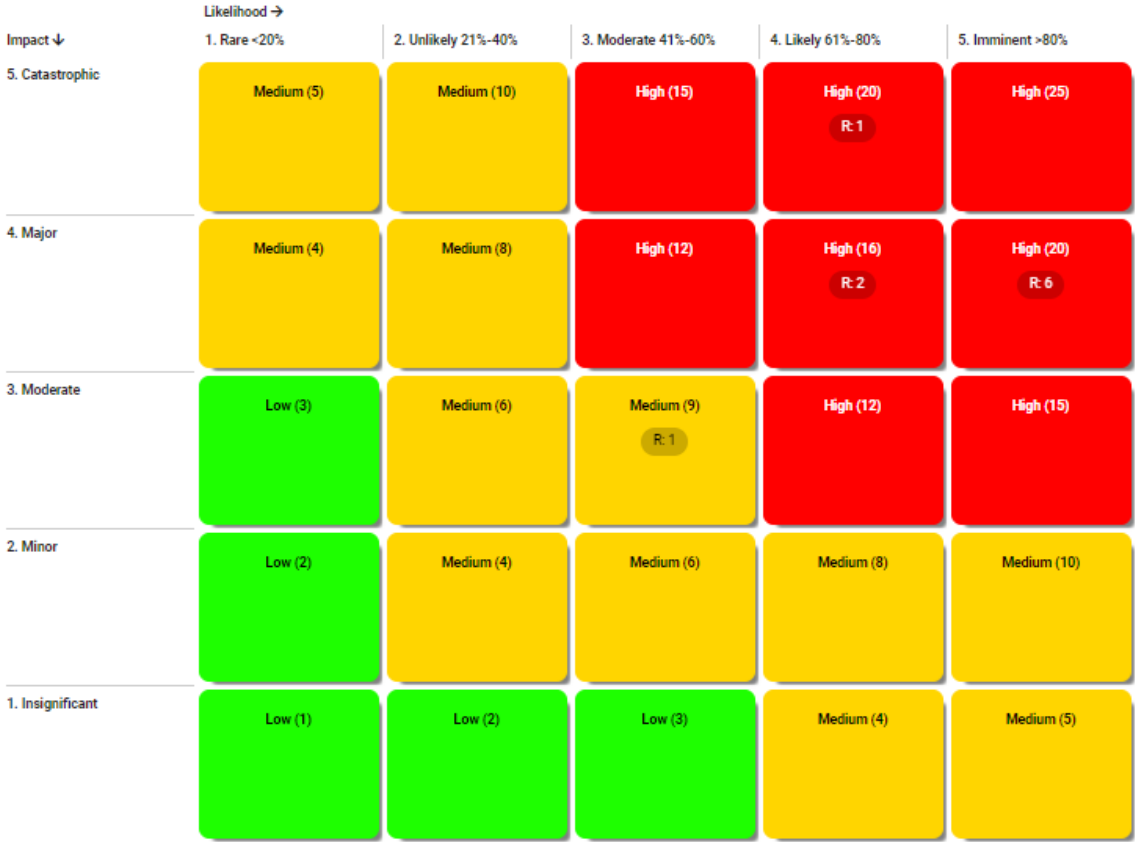 Likelihood →
Impact ↓ 1. Rare <20% 2. Unlikely 21%-40% 3. Moderate 41%-60% 4. Likely 61%-80% 5. Imminent >80%
5. Catastrophic
Medium (5) Medium (10) High (15) High (20) High (25)
R: 1
4. Major
Medium (4) Medium (8) High (12) High (16) High (20)
R: 2 R: 6
3. Moderate
Low (3) Medium (6) Medium (9) High (12) High (15)
R: 1
2. Minor
Low (2) Medium (4) Medium (6) Medium (8) Medium (10)
1. Insignificant
Low (1) Low (2) Low (3) Medium (4) Medium (5)